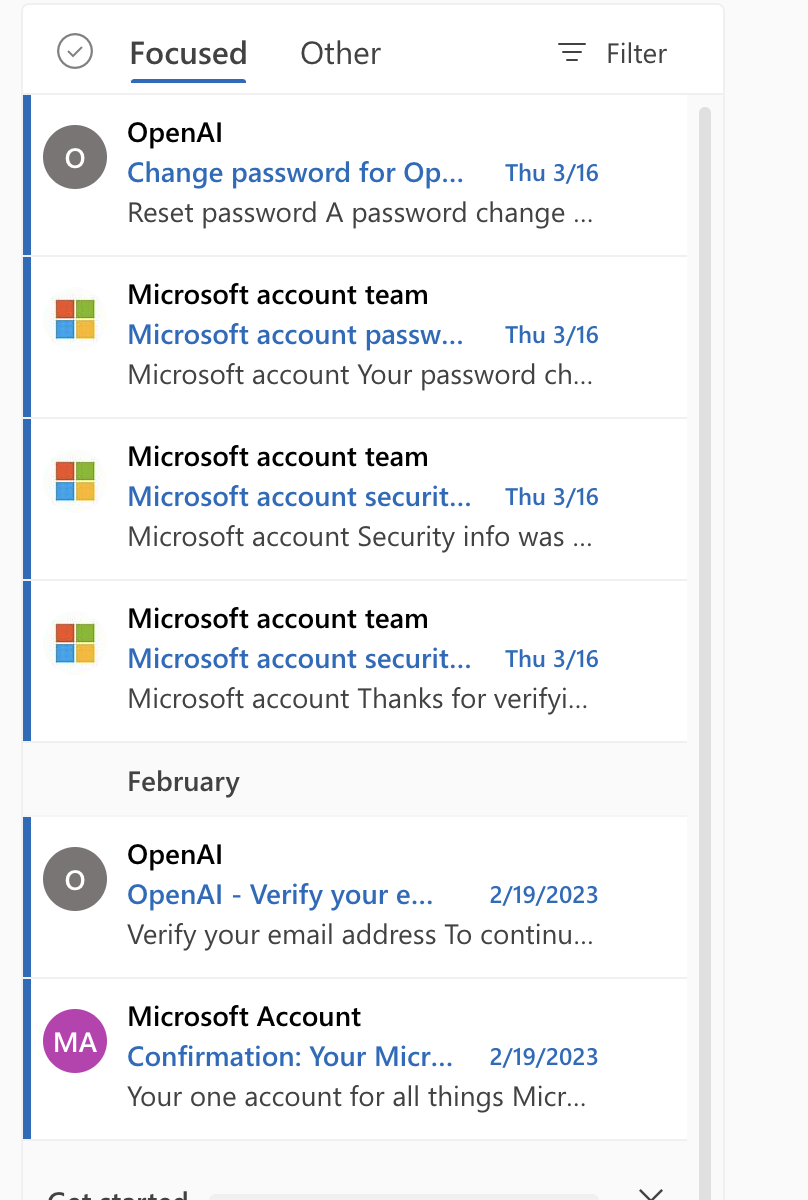 Focused Other Filter
O
OpenAI
Change password for Op... Thu 3/16
Reset password A password change ...
Microsoft account team
Microsoft account passw... Thu 3/16
Microsoft account Your password ch...
Microsoft account team
Microsoft account securit... Thu 3/16
Microsoft account Security info was ...
Microsoft account team
Microsoft account securit... Thu 3/16
Microsoft account Thanks for verifyi...
February
O
OpenAI
OpenAI - Verify your e... 2/19/2023
Verify your email address To continu...
MA
Microsoft Account
Confirmation: Your Micr... 2/19/2023
Your one account for all things Micr...
Get started